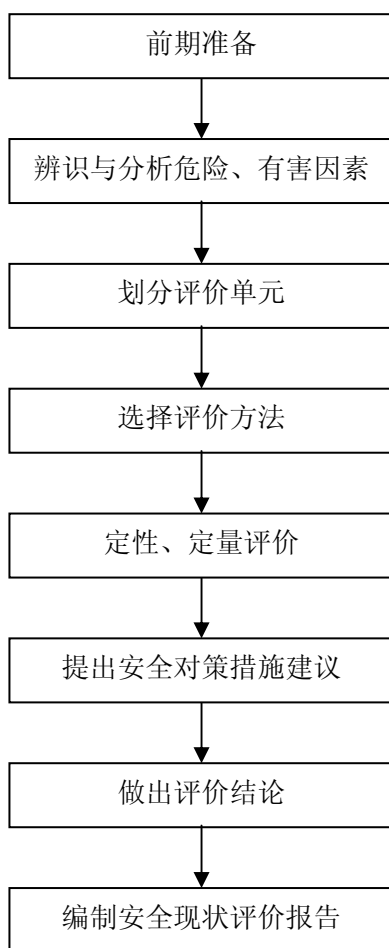 前期准备
辨识与分析危险、有害因素
划分评价单元
选择评价方法
定性、定量评价
提出安全对策措施建议
做出评价结论
编制安全现状评价报告